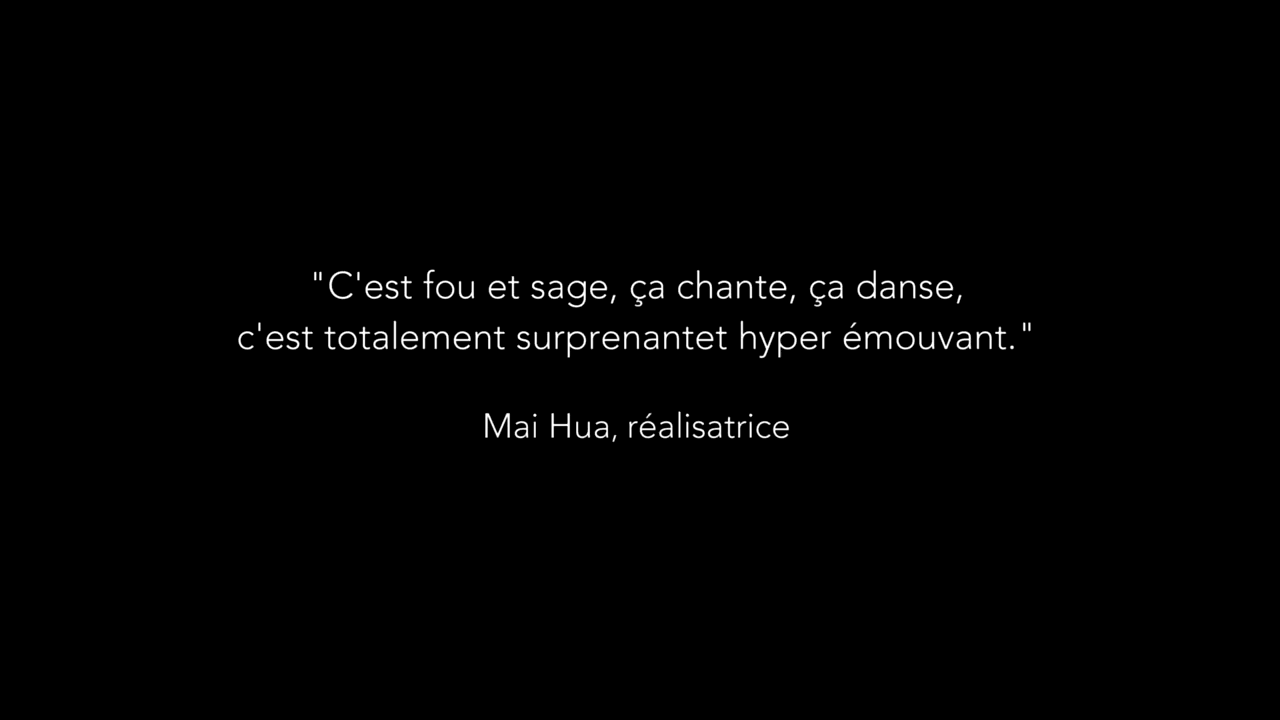 "C'est fou et sage, ça chante, ça danse,
c'est totalement surprenantet hyper émouvant."
Mai Hua, réalisatrice